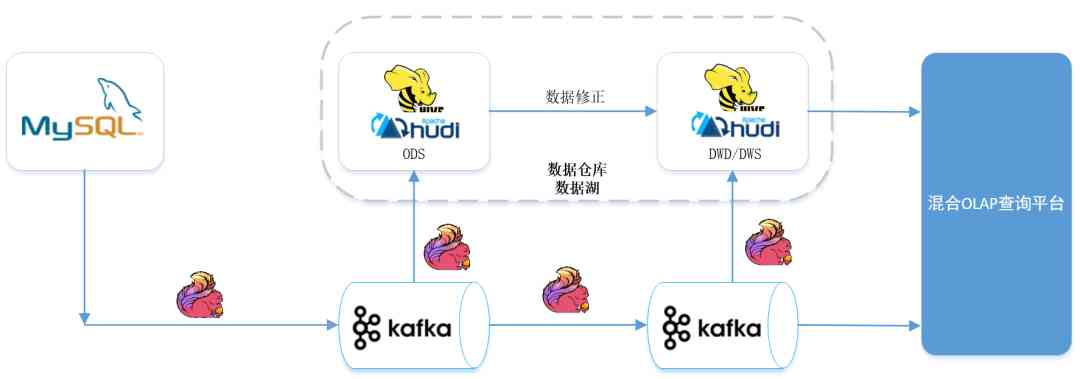 MySQL
HIVE
APACHE
hudi
ODS
数据修正
HIVE
APACHE
hudi
DWD/DWS
数据仓库
数据湖
混合OLAP查询平台
kafka
kafka